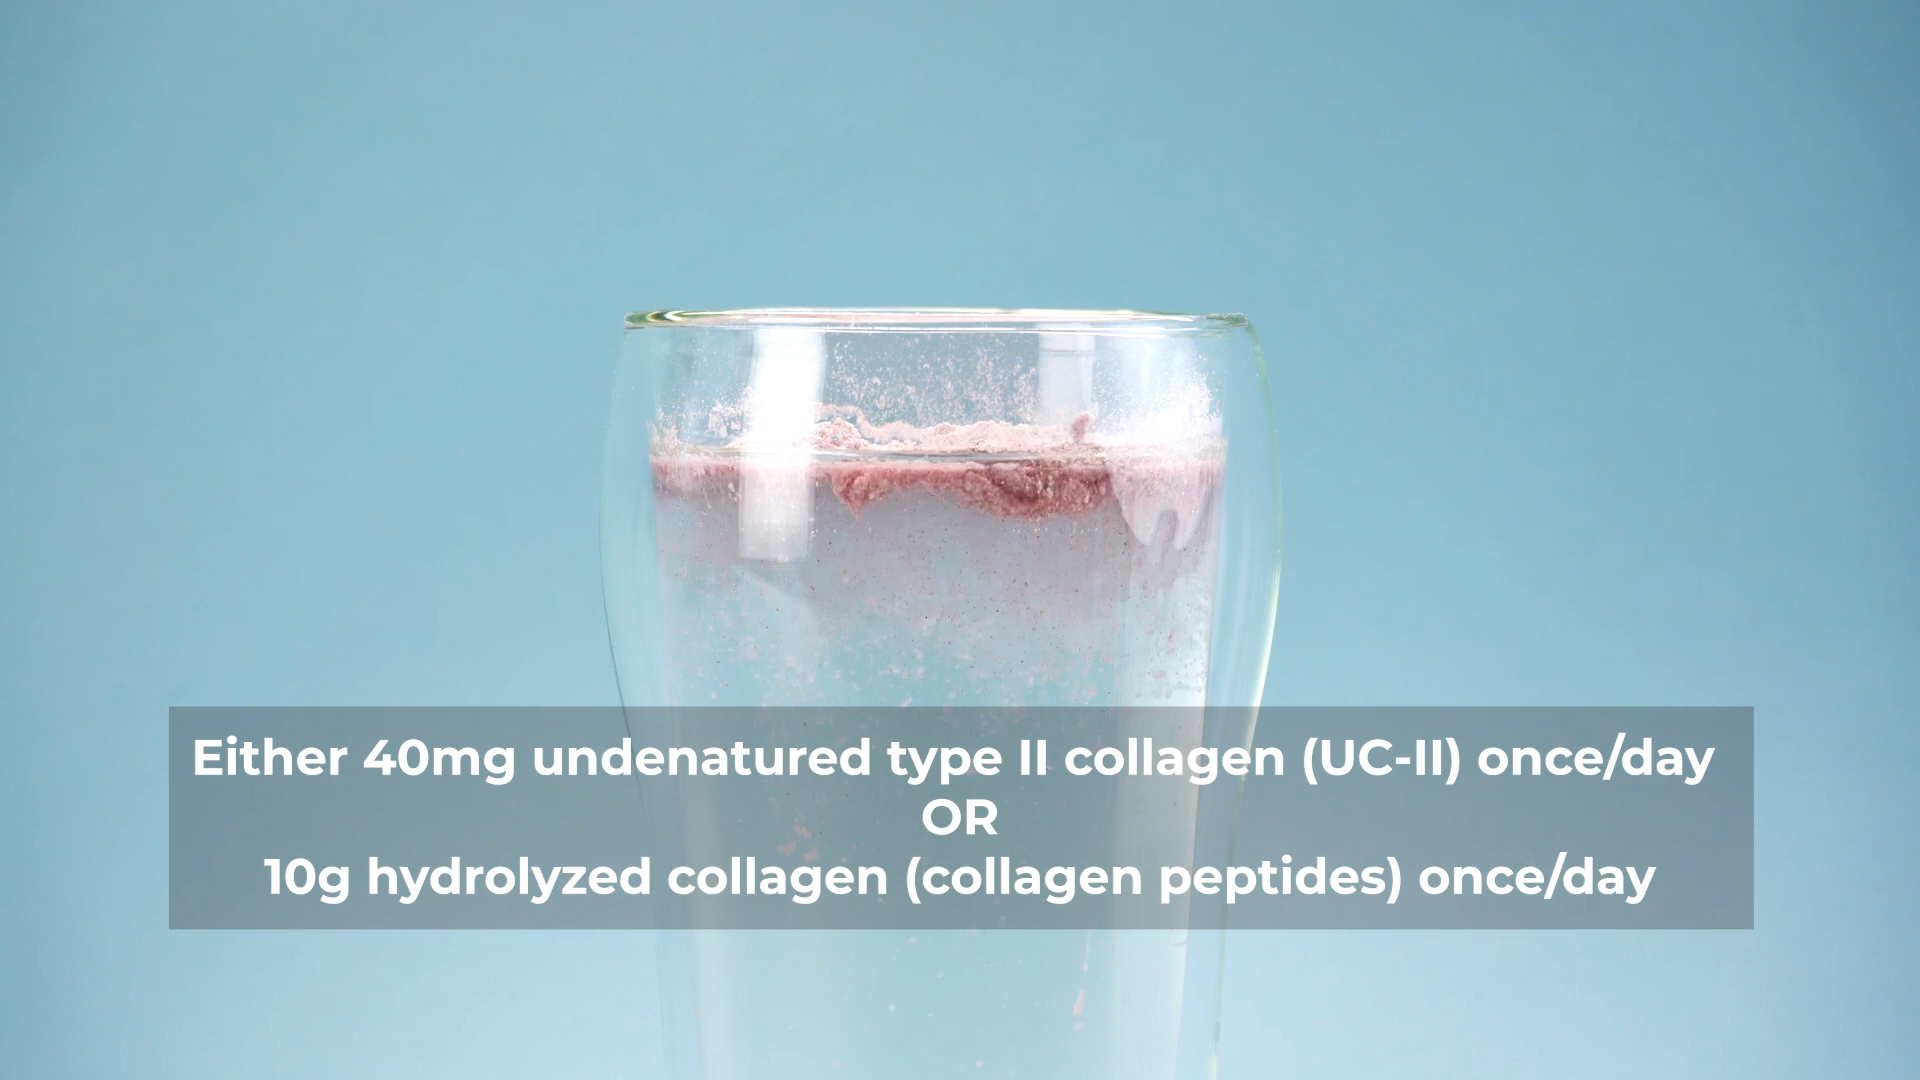 Either 40mg undenatured type II collagen (UC-II) once/day
OR
10g hydrolyzed collagen (collagen peptides) once/day